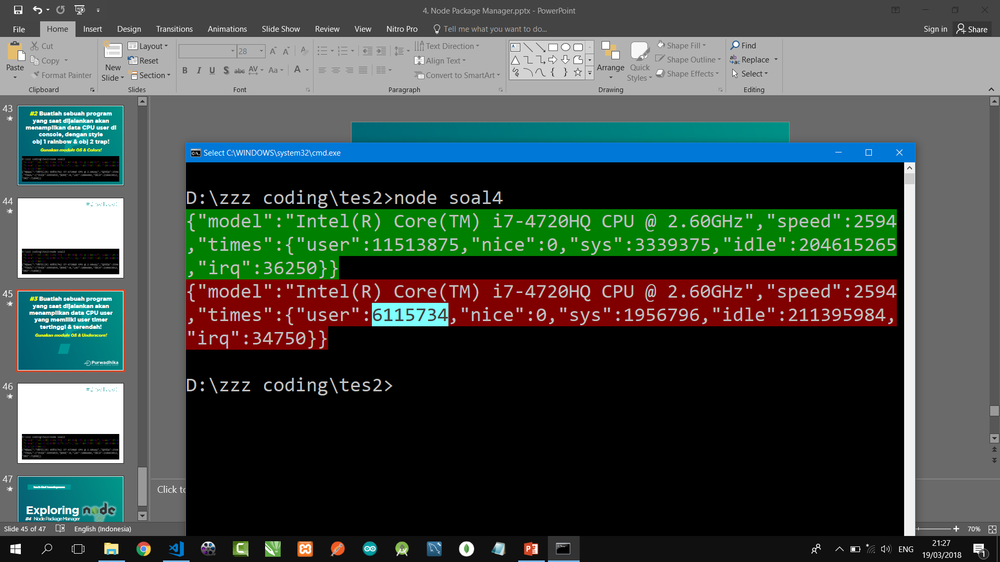 4. Node Package Manager.pptx - PowerPoint
File
Home
Insert
Design
Transitions
Animations
Slide Show
Review
View
Nitro Pro
Tell me what you want to do...
Sign in
Share
Paste
Cut
Copy
Format Painter
Clipboard
New Slide
Layout
Reset
Section
Slides
28
B I U S abc AV Aa A
Font
Text Direction
Align Text
Convert to SmartArt
Paragraph
Arrange
Quick Styles
Shape Fill
Shape Outline
Shape Effects
Drawing
Find
Replace
Select
Editing
43
#2 Buatlah sebuah program
yang saat dijalankan akan
menampilkan data CPU user di
console, dengan style
obj 1 rainbow & obj 2 trap!
Gunakan module OS & Colors!
44
45
#3 Buatlah sebuah program
yang saat dijalankan akan
menampilkan data CPU user
yang memiliki user timer
tertinggi & terendah!
Gunakan module OS & Underscore!
Purwadhika
46
47
Exploring node
#4 Node Package Manager
Select C:\WINDOWS\system32\cmd.exe
D:\zzz coding\tes2>node soal4
{"model":"Intel(R) Core(TM) i7-4720HQ CPU @ 2.60GHz","speed":2594
,"times":{"user":11513875,"nice":0,"sys":3339375,"idle":204615265
,"irq":36250}}
{"model":"Intel(R) Core(TM) i7-4720HQ CPU @ 2.60GHz","speed":2594
,"times":{"user":6115734,"nice":0,"sys":1956796,"idle":211395984,
"irq":34750}}
D:\zzz coding\tes2>
Click to
Slide 45 of 47
English (Indonesia)
70%
ENG
21:27
19/03/2018
1